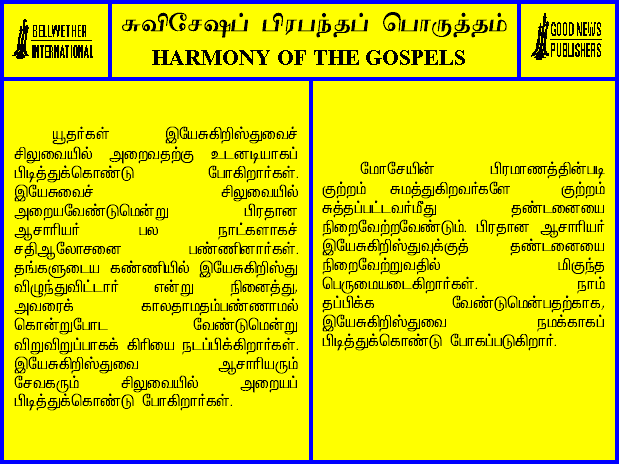 BELLWETHER
INTERNATIONAL
சுவிசேஷப் பிரபந்தப் பொருத்தம்
HARMONY OF THE GOSPELS
GOOD NEWS
PUBLISHERS
யூதர்கள் இயேசுகிறிஸ்துவைச்
சிலுவையில் அறைவதற்கு உடனடியாகப்
பிடித்துக்கொண்டு போகிறார்கள்.
இயேசுவைச் சிலுவையில்
அறையவேண்டுமென்று பிரதான
ஆசாரியர் பல நாட்களாகச்
சதிஆலோசனை பண்ணினார்கள்.
தங்களுடைய கண்ணியில் இயேசுகிறிஸ்து
விழுந்துவிட்டார் என்று நினைத்து,
அவரைக் காலதாமதம்பண்ணாமல்
கொன்றுபோட வேண்டுமென்று
விறுவிறுப்பாகக் கிரியை நடப்பிக்கிறார்கள்.
இயேசுகிறிஸ்துவை ஆசாரியரும்
சேவகரும் சிலுவையில் அறையப்
பிடித்துக்கொண்டு போகிறார்கள்.
மோசேயின் பிரமாணத்தின்படி
குற்றம் சுமத்துகிறவர்களே குற்றம்
சுத்தப்பட்டவர்மீது தண்டனையை
நிறைவேற்றவேண்டும். பிரதான ஆசாரியர்
இயேசுகிறிஸ்துவுக்குத் தண்டனையை
நிறைவேற்றுவதில் மிகுந்த
பெருமையடைகிறார்கள். நாம்
தப்பிக்க வேண்டுமென்பதற்காக,
இயேசுகிறிஸ்துவை நமக்காகப்
பிடித்துக்கொண்டு போகப்படுகிறார்.